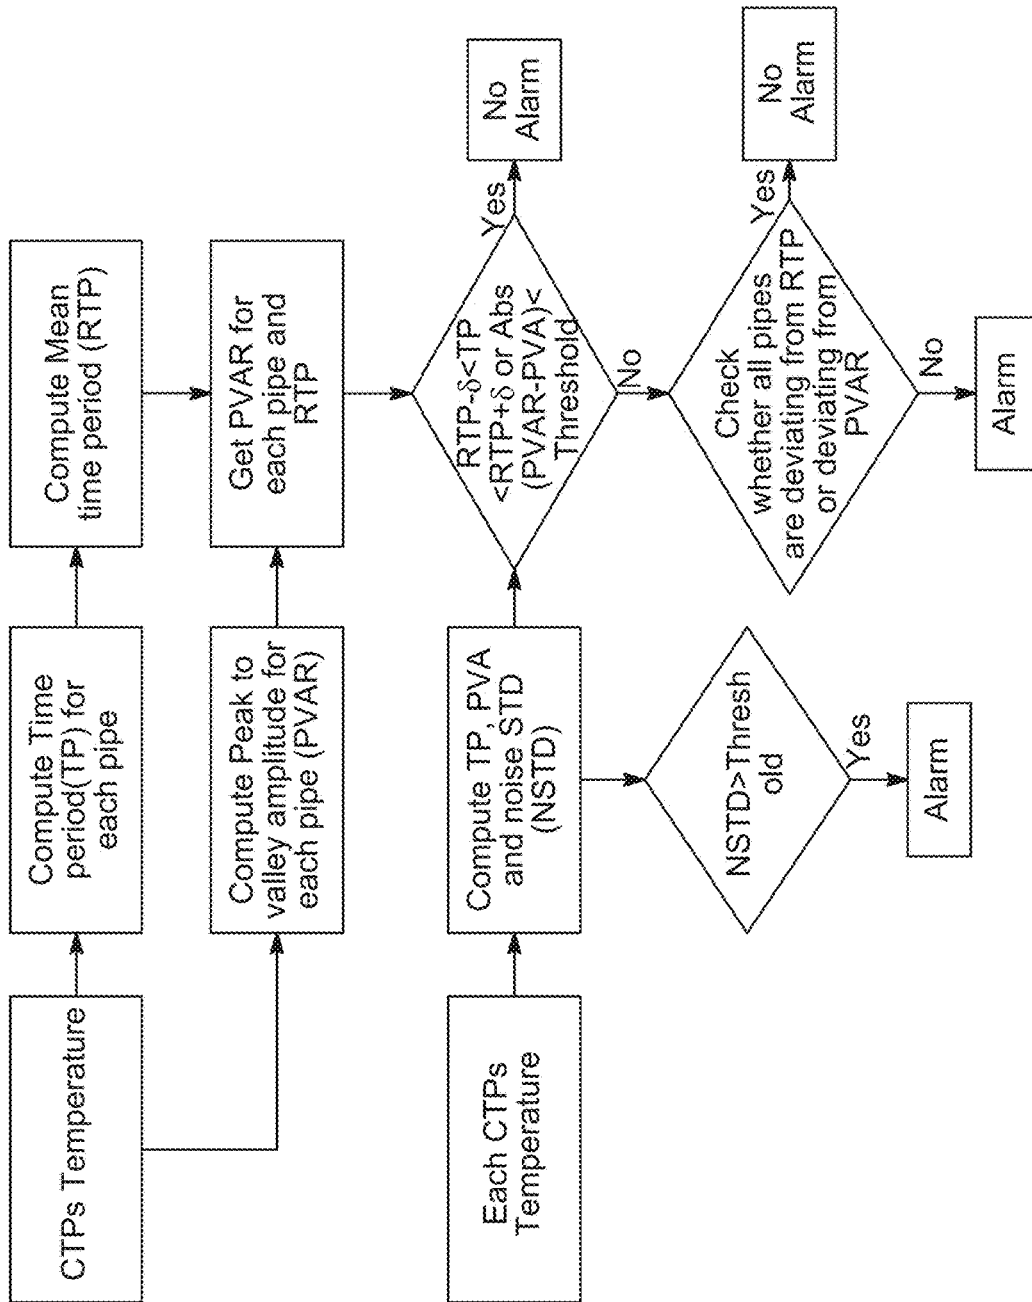 CTPs Temperature
Compute Time
period(TP) for
each pipe
Compute Mean
time period (RTP)
Compute Peak to
valley amplitude for
each pipe (PVAR)
Get PVAR for
each pipe and
RTP
Each CTPs
Temperature
Compute TP, PVA
and noise STD
(NSTD)
RTP-δ<TP
<RTP+δ or Abs
(PVAR-PVA)<
Threshold
Yes
No
Alarm
No
NSTD>Thresh
old
Yes
Alarm
Check
whether all pipes
are deviating from RTP
or deviating from
PVAR
Yes
No
Alarm
No
Alarm